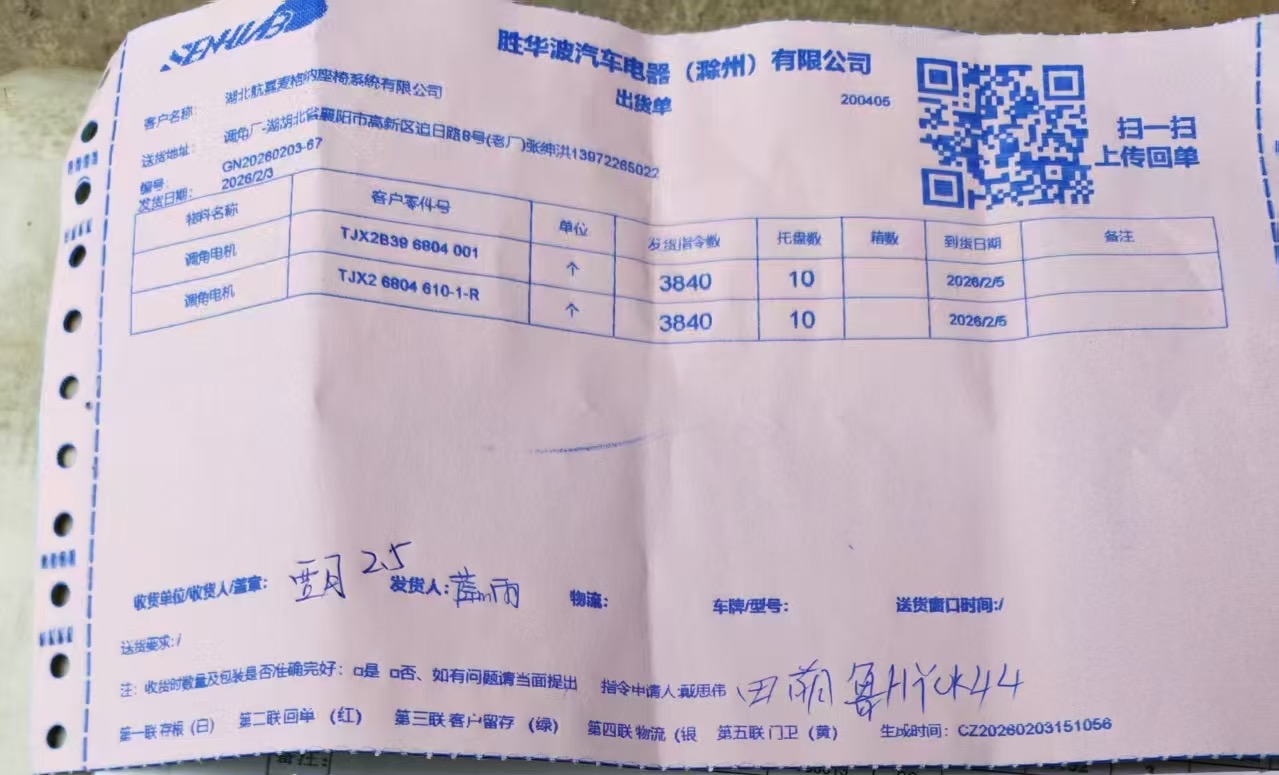 SENHUABO
胜华波汽车电器（滁州）有限公司
出货单
200405
扫一扫
上传回单
客户名称: 湖北航嘉麦格纳座椅系统有限公司
送货地址: 调角厂-湖胡北省襄阳市高新区迫日路8号(老厂)张绅洪13972265022
编号: GN20260203-67
发货日期: 2026/2/3
物料名称 客户零件号 单位 发货指令数 托盘数 箱数 到货日期 备注
调角电机 TJX2B39 6804 001 个 3840 10 2026/2/5
调角电机 TJX2 6804 610-1-R 个 3840 10 2026/2/5
收货单位/收货人/盖章: 2.5 发货人: 雨 物流: 车牌/型号: 送货窗口时间:/
送货要求:/
注: 收货时数量及包装是否准确完好: □是 □否、如有问题请当面提出 指令申请人:戴思伟 田 鲁H
第一联 存根 (白) 第二联 回单 (红) 第三联 客户留存 (绿) 第四联 物流 (银 第五联 门卫 (黄) 生成时间: CZ20260203151056
备注: